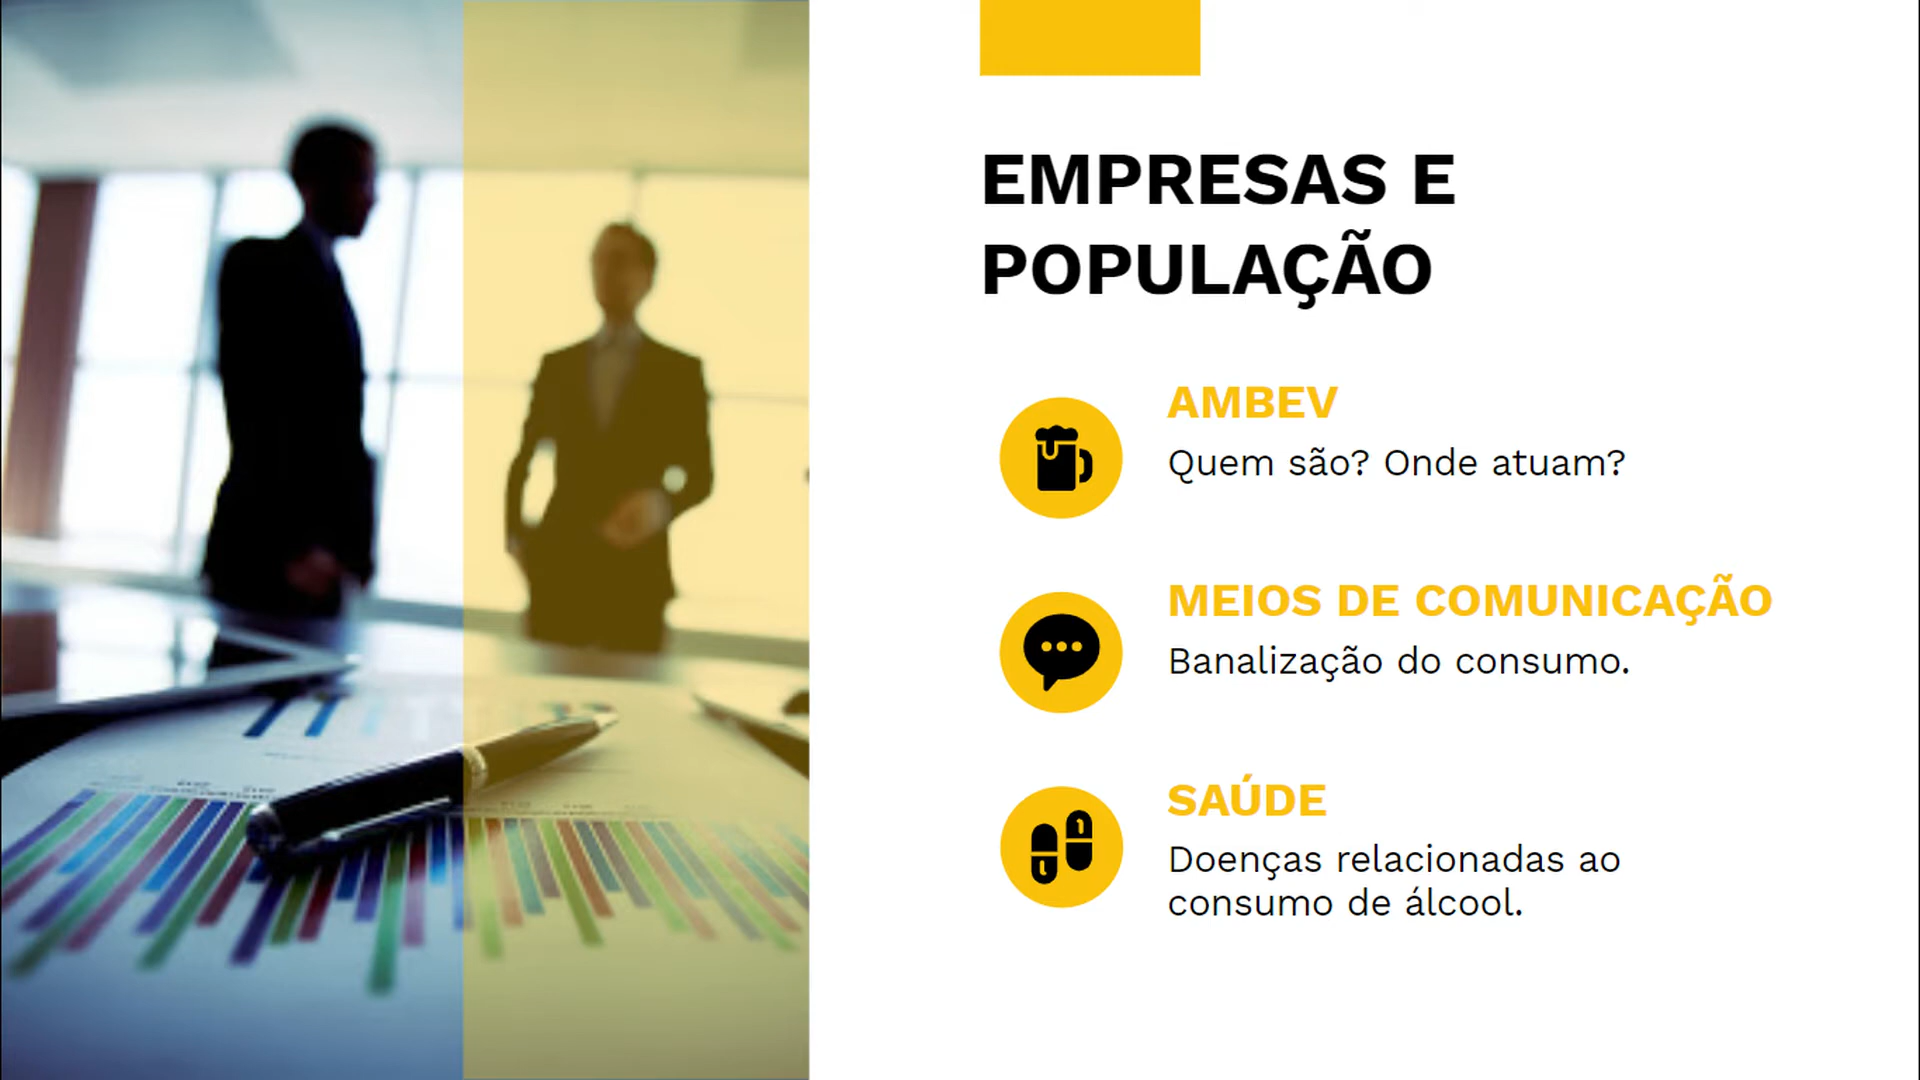 EMPRESAS E
POPULAÇÃO
AMBEV
Quem são? Onde atuam?
MEIOS DE COMUNICAÇÃO
Banalização do consumo.
SAÚDE
Doenças relacionadas ao
consumo de álcool.